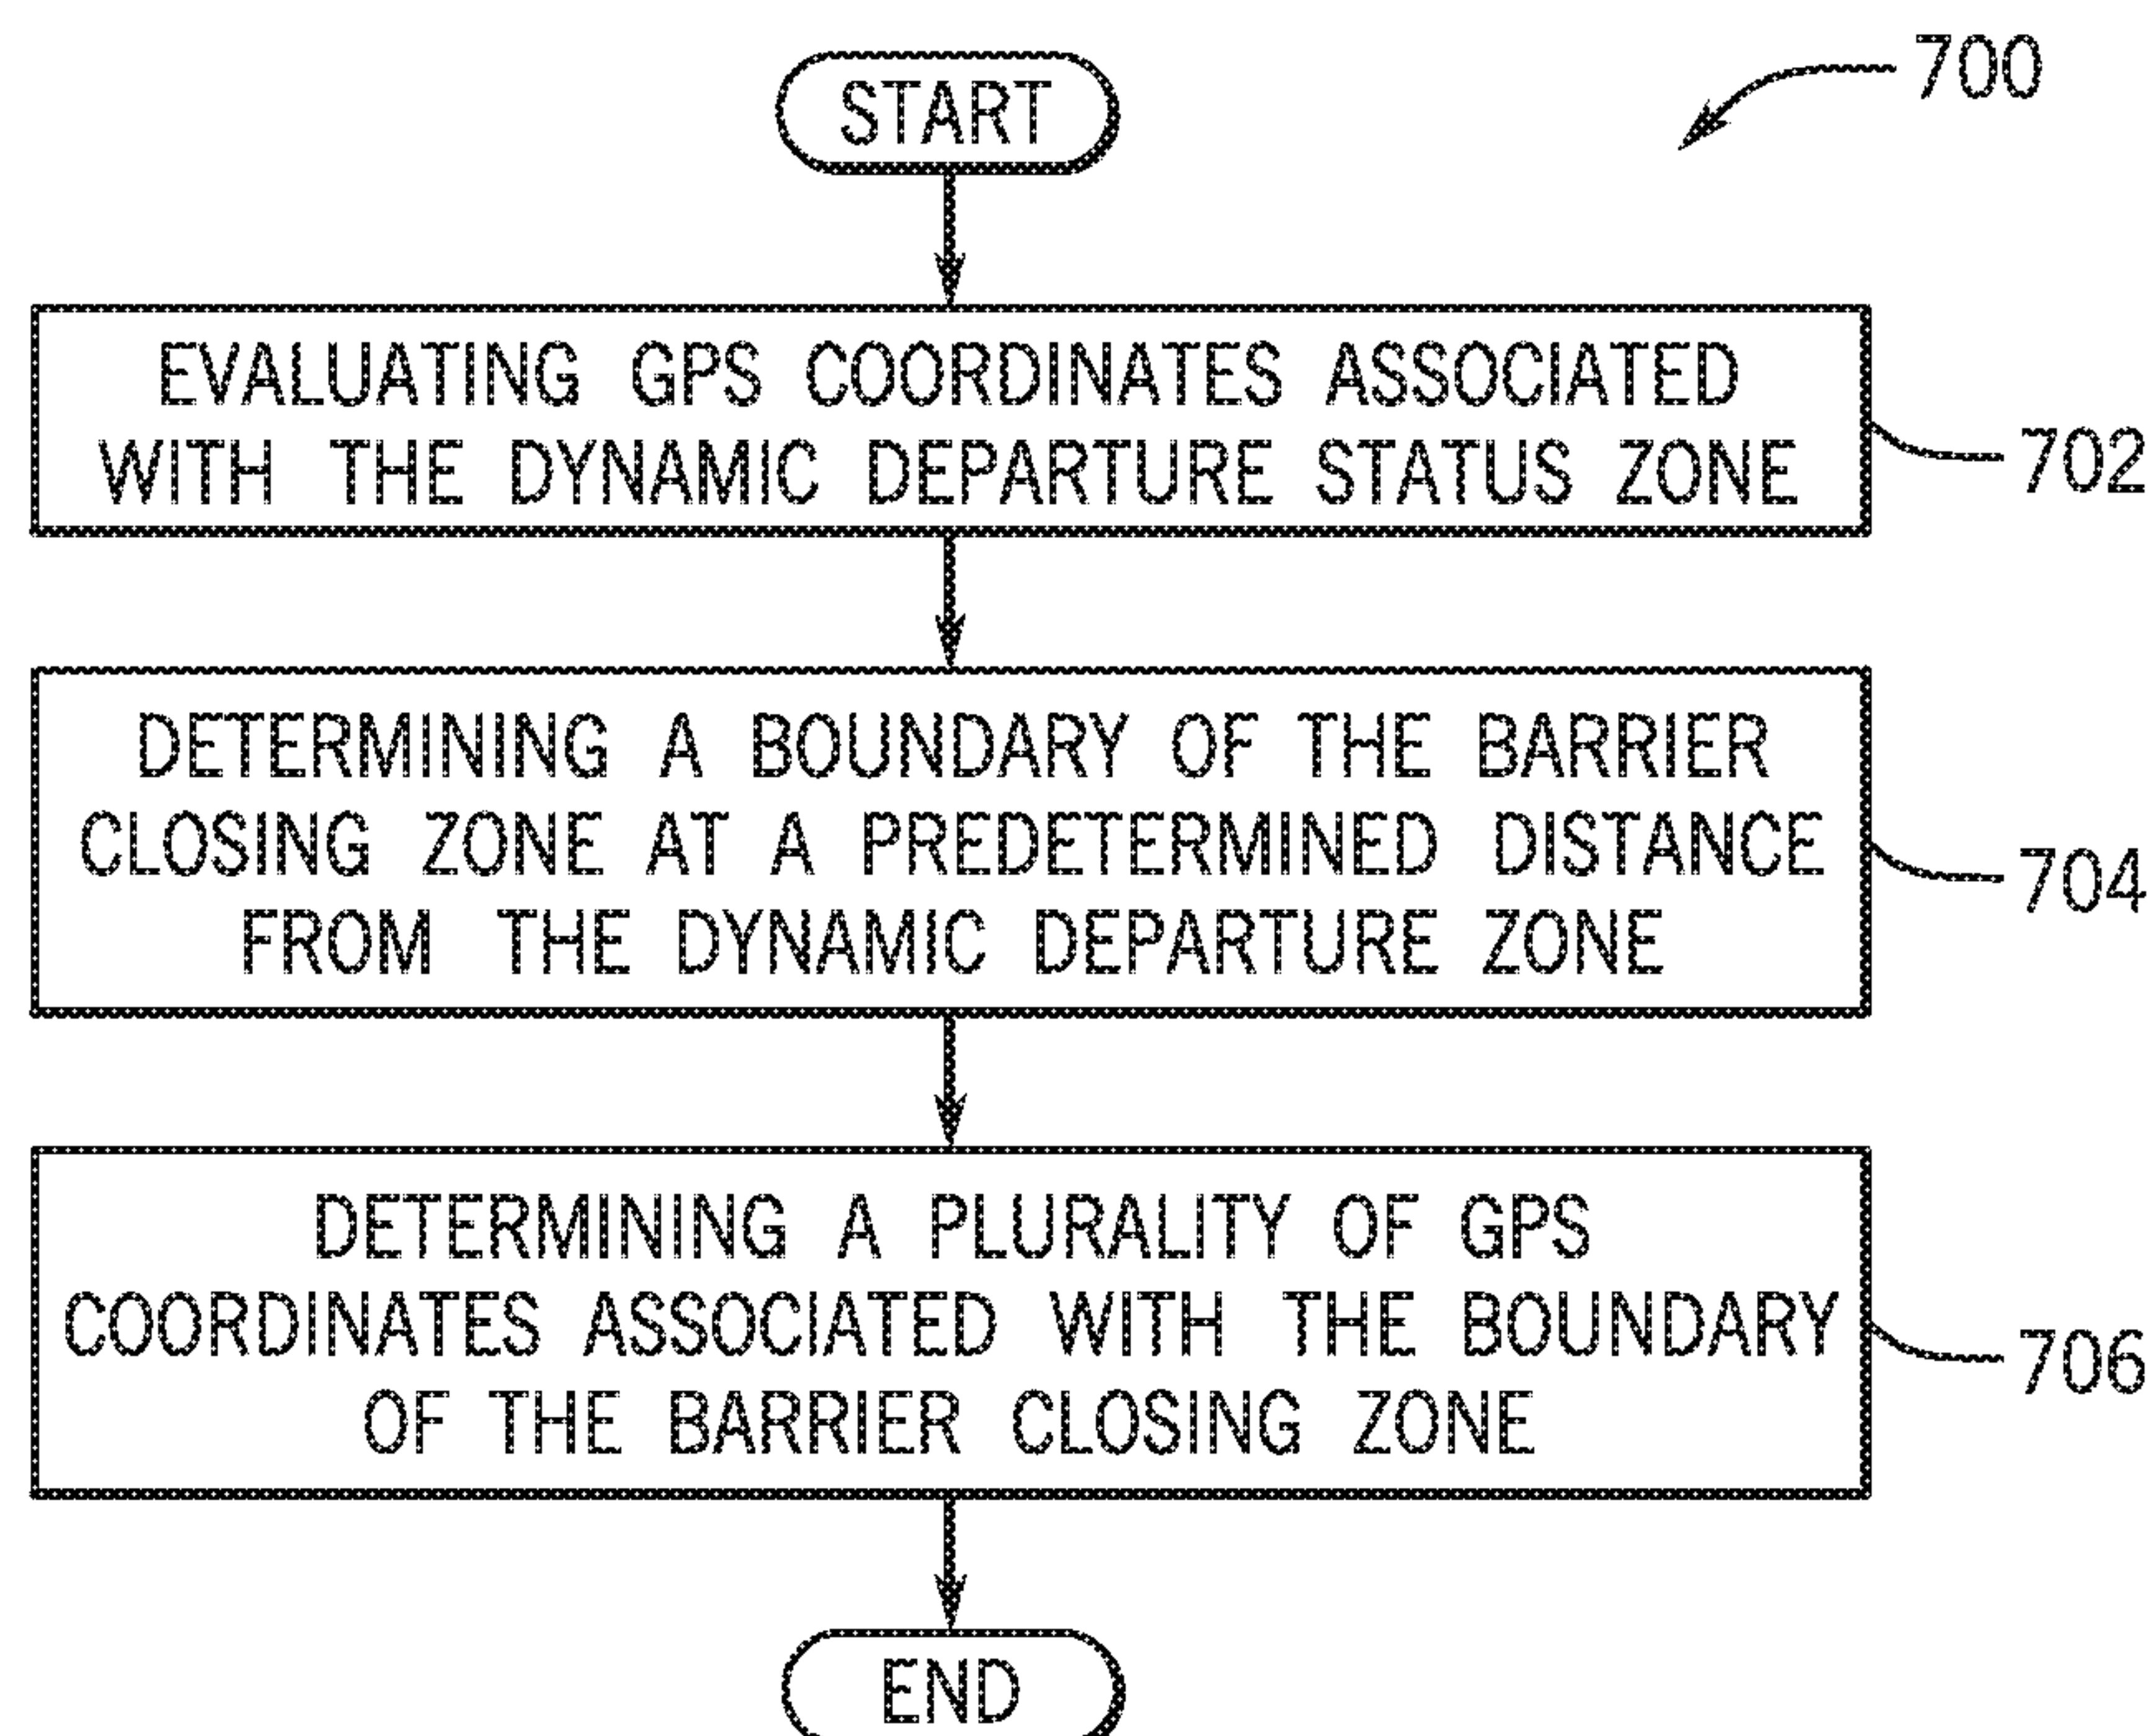 START
700
EVALUATING GPS COORDINATES ASSOCIATED
WITH THE DYNAMIC DEPARTURE STATUS ZONE
702
DETERMINING A BOUNDARY OF THE BARRIER
CLOSING ZONE AT A PREDETERMINED DISTANCE
FROM THE DYNAMIC DEPARTURE ZONE
704
DETERMINING A PLURALITY OF GPS
COORDINATES ASSOCIATED WITH THE BOUNDARY
OF THE BARRIER CLOSING ZONE
706
END